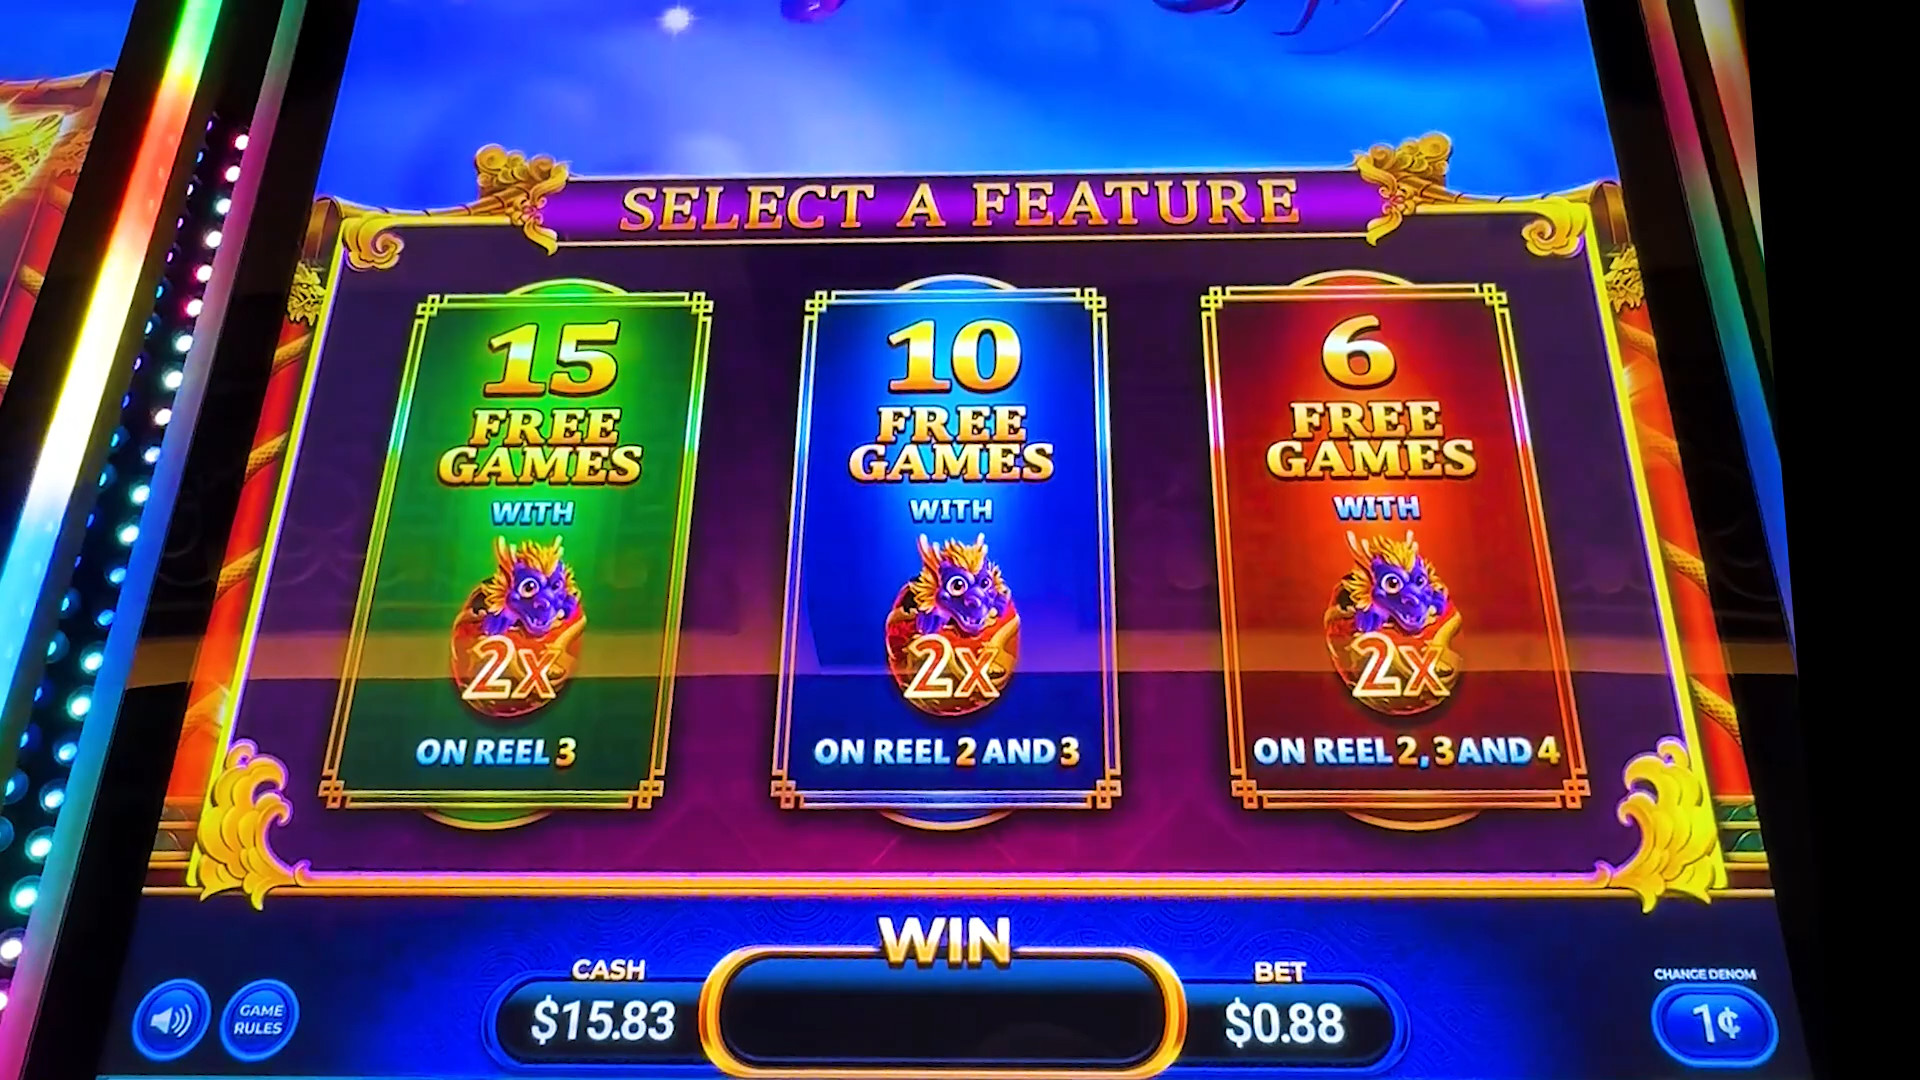 SELECT A FEATURE
15
FREE
GAMES
WITH
2X
ON REEL 3
10
FREE
GAMES
WITH
2X
ON REEL 2 AND 3
6
FREE
GAMES
WITH
2X
ON REEL 2, 3 AND 4
WIN
CASH
$15.83
BET
$0.88
GAME
RULES
CHANGE DENOM
1¢